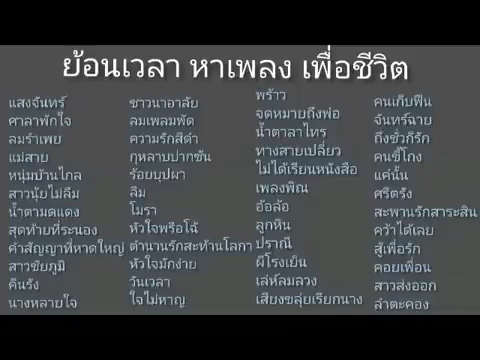 ย้อนเวลา หาเพลง เพื่อชีวิต
แสงจันทร์
ศาลาพักใจ
ลมรำเพย
แม่สาย
หนุ่มบ้านไกล
สาวนุ้ยไม่ลืม
น้ำตามดแดง
สุดท้ายที่ระนอง
คำสัญญาที่หาดใหญ่
สาวชัยภูมิ
คืนรัง
นางหลายใจ
ชาวนาอาลัย
ลมเพลมพัด
ความรักสีดำ
กุหลาบปากซัน
ร้อยบุปผา
ลิม
โมรา
หัวใจพรือโฉ้
ตำนานรักสะท้านโลกา
หัวใจมักง่าย
วันเวลา
ใจไม่หาญ
พร้าว
จดหมายถึงพ่อ
น้ำตาลาไทร
ทางสายเปลี่ยว
ไม่ได้เรียนหนังสือ
เพลงพิณ
อ้อล้อ
ลูกหิน
ปราณี
ผีโรงเย็น
เล่ห์ลมลวง
เสียงขลุ่ยเรียกนาง
คนเก็บฟืน
จันทร์ฉาย
ถึงชั่วก็รัก
คนขี้โกง
แค่นั้น
ศรีตรัง
สะพานรักสาระสิน
คว้าได้เลย
สู้เพื่อรัก
คอยเพื่อน
สาวส่งออก
ลำตะคอง